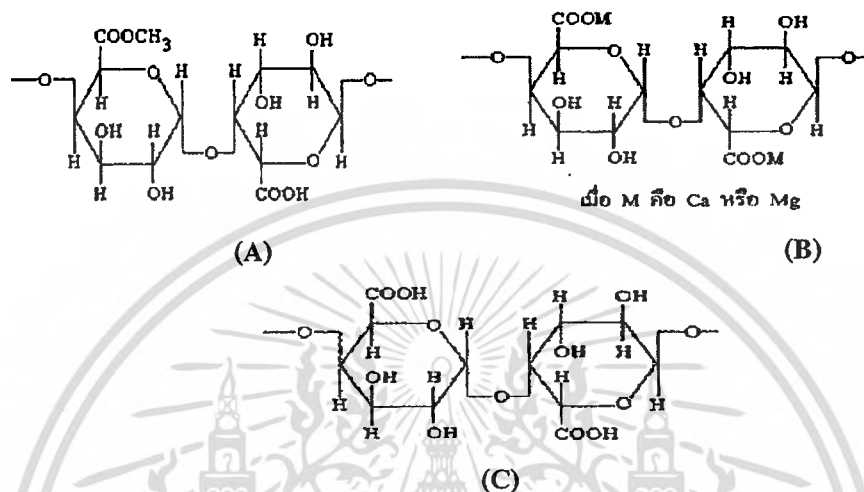 COOCH3 H OH
O O H H O
H OH H
OH H H
H O O H
H OH COOH
(A)
COOM H OH
O O H H O
H OH H
OH H H
H O O H
H OH COOM
เมื่อ M คือ Ca หรือ Mg
(B)
COOH H OH
O O H H O
H OH H
OH H H
H O O H
H OH COOH
(C)